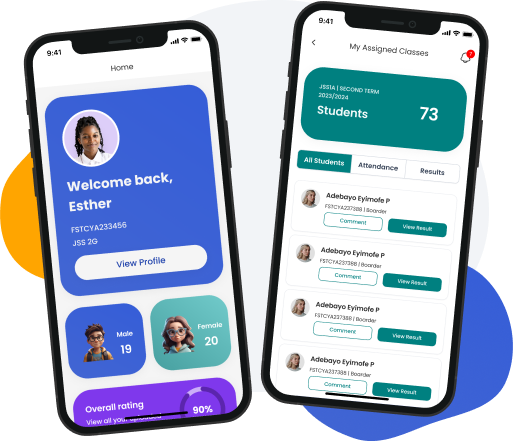 9:41
Home
Welcome back,
Esther
FSTCYA233456
JSS 2G
View Profile
Male
19
Female
20
Overall rating
View all your uploaded
90%
9:41
My Assigned Classes
7
JSS1A | SECOND TERM
2023/2024
Students
73
All Students
Attendance
Results
Adebayo Eyimofe P
FSTCYA237388 | Boarder
Comment
View Result
Adebayo Eyimofe P
FSTCYA237388 | Boarder
Comment
View Result
Adebayo Eyimofe P
FSTCYA237388 | Boarder
Comment
View Result
Adebayo Eyimofe P
FSTCYA237388 | Boarder
Comment
View Result